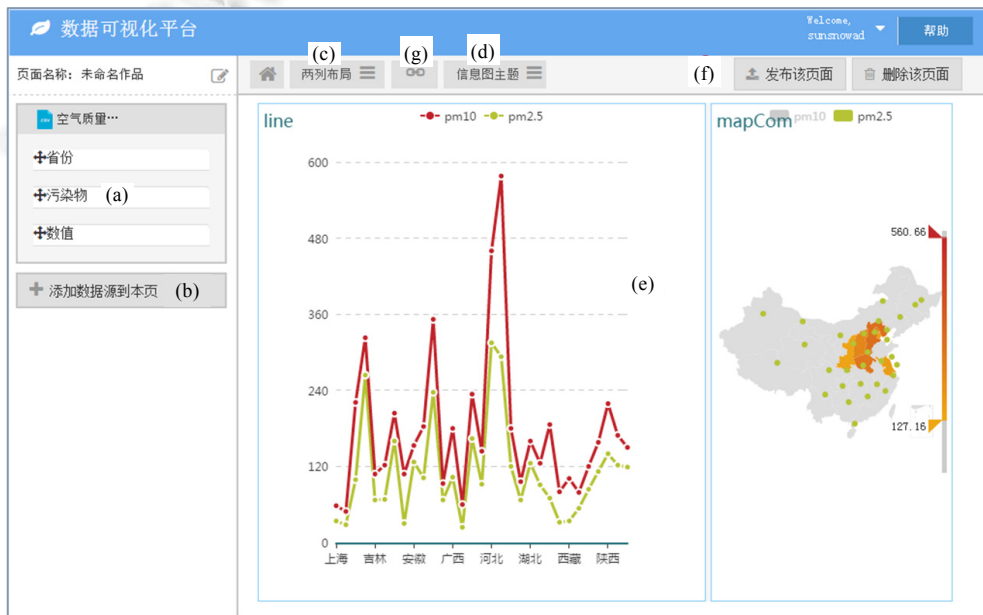 数据可视化平台
Welcome,
sunsnowad
帮助
页面名称: 未命名作品
(c)
(g)
(d)
(f)
两列布局
信息图主题
发布该页面
删除该页面
空气质量…
省份
污染物 (a)
数值
添加数据源到本页 (b)
line
pm10
pm2.5
600
480
360
240
120
0
上海
吉林
安徽
广西
河北
湖北
西藏
陕西
(e)
mapCom
pm10
pm2.5
560.66
127.16